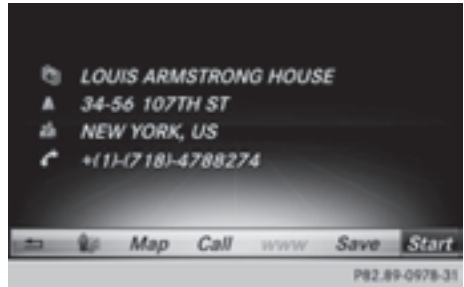 LOUIS ARMSTRONG HOUSE
34-56 107TH ST
NEW YORK, US
+(1)-(718)-4788274
Map Call www Save Start
P82.89-0978-31